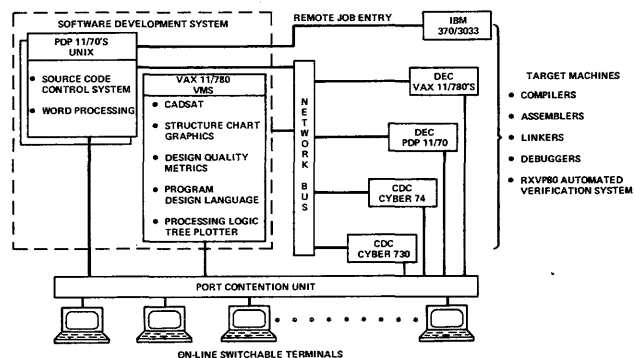 SOFTWARE DEVELOPMENT SYSTEM
REMOTE JOB ENTRY
IBM
370/3033
PDP 11/70'S
UNIX
• SOURCE CODE
CONTROL SYSTEM
• WORD PROCESSING
VAX 11/780
VMS
• CADSAT
• STRUCTURE CHART
GRAPHICS
• DESIGN QUALITY
METRICS
• PROGRAM
DESIGN LANGUAGE
• PROCESSING LOGIC
TREE PLOTTER
NETWORK BUS
DEC
VAX 11/780'S
DEC
PDP 11/70
CDC
CYBER 74
CDC
CYBER 730
TARGET MACHINES
• COMPILERS
• ASSEMBLERS
• LINKERS
• DEBUGGERS
• RXVP80 AUTOMATED
VERIFICATION SYSTEM
PORT CONTENTION UNIT
ON-LINE SWITCHABLE TERMINALS